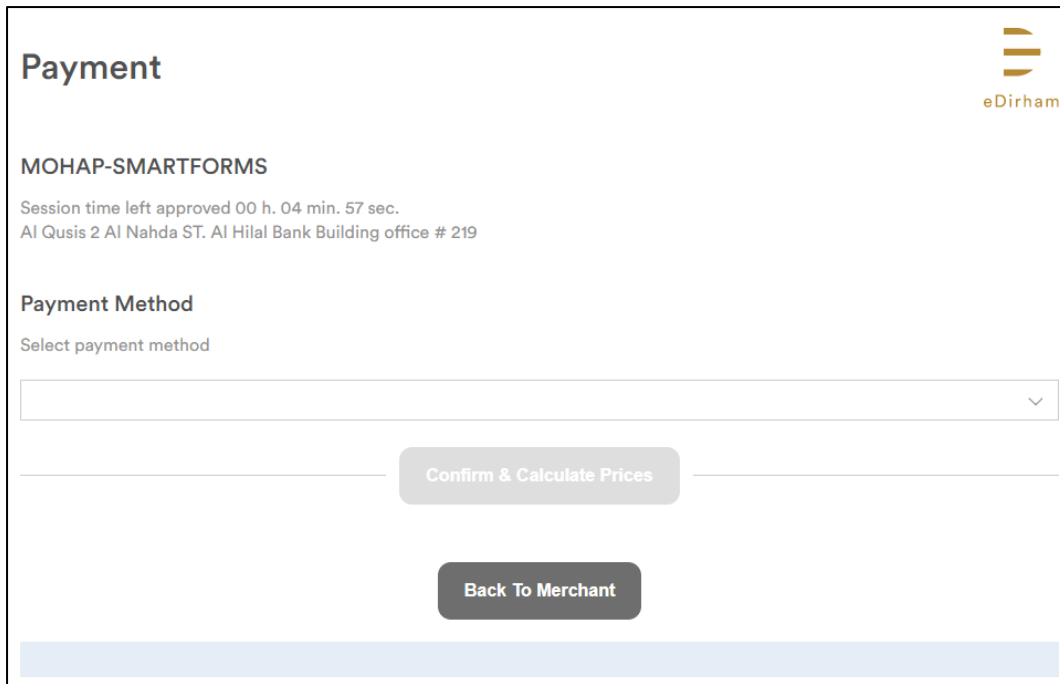 Payment
eDirham
MOHAP-SMARTFORMS
Session time left approved 00 h. 04 min. 57 sec.
Al Qusis 2 Al Nahda ST. Al Hilal Bank Building office # 219
Payment Method
Select payment method
Confirm & Calculate Prices
Back To Merchant